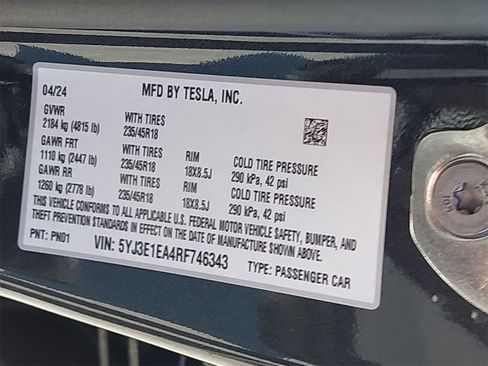 04/24 MFD BY TESLA, INC.
GVWR
2184 kg (4815 lb) WITH TIRES 235/45R18
GAWR FRT
1110 kg (2447 lb) WITH TIRES 235/45R18 RIM 18X8.5J COLD TIRE PRESSURE 290 kPa, 42 psi
GAWR RR
1260 kg (2778 lb) WITH TIRES 235/45R18 RIM 18X8.5J COLD TIRE PRESSURE 290 kPa, 42 psi
THIS VEHICLE CONFORMS TO ALL APPLICABLE U.S. FEDERAL MOTOR VEHICLE SAFETY, BUMPER, AND
THEFT PREVENTION STANDARDS IN EFFECT ON THE DATE OF MANUFACTURE SHOWN ABOVE.
PNT: PN01 VIN: 5YJ3E1EA4RF746343 TYPE: PASSENGER CAR